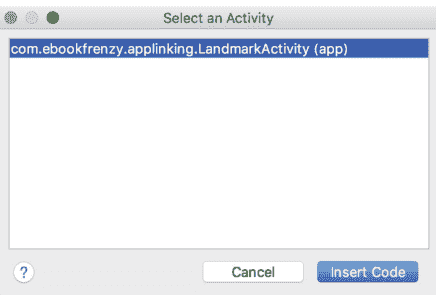 Select an Activity
com.ebookfrenzy.applinking.LandmarkActivity (app)
?
Cancel
Insert Code